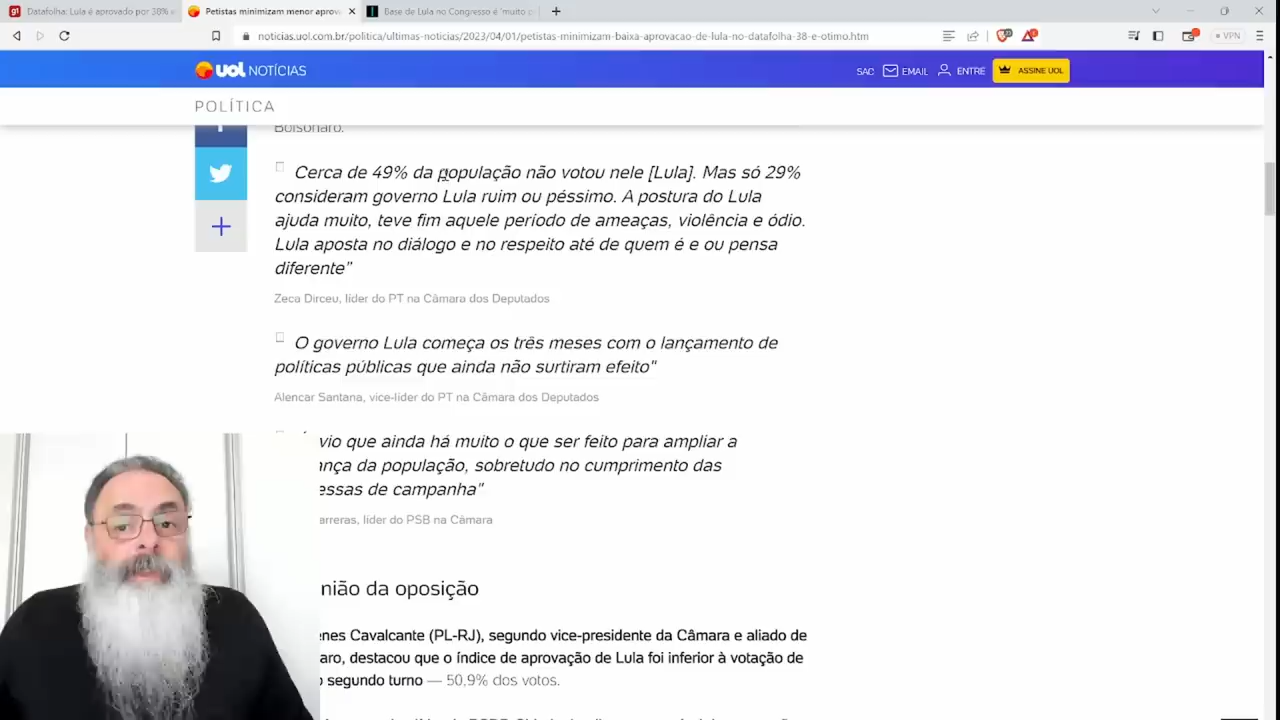 Datafolha: Lula é aprovado por 38% e
Petistas minimizam menor aprov
Base de Lula no Congresso é 'muito
noticias.uol.com.br/politica/ultimas-noticias/2023/04/01/petistas-minimizam-baixa-aprovacao-de-lula-no-datafolha-38-e-otimo.htm
VPN
UOL NOTÍCIAS
SAC EMAIL ENTRE ASSINE UOL
POLÍTICA
Bolsonaro.
Cerca de 49% da população não votou nele [Lula]. Mas só 29%
consideram governo Lula ruim ou péssimo. A postura do Lula
ajuda muito, teve fim aquele período de ameaças, violência e ódio.
Lula aposta no diálogo e no respeito até de quem é e ou pensa
diferente"
Zeca Dirceu, líder do PT na Câmara dos Deputados
O governo Lula começa os três meses com o lançamento de
políticas públicas que ainda não surtiram efeito"
Alencar Santana, vice-líder do PT na Câmara dos Deputados
vio que ainda há muito o que ser feito para ampliar a
ança da população, sobretudo no cumprimento das
essas de campanha"
arreras, líder do PSB na Câmara
nião da oposição
enes Cavalcante (PL-RJ), segundo vice-presidente da Câmara e aliado de
aro, destacou que o índice de aprovação de Lula foi inferior à votação de
o segundo turno — 50,9% dos votos.